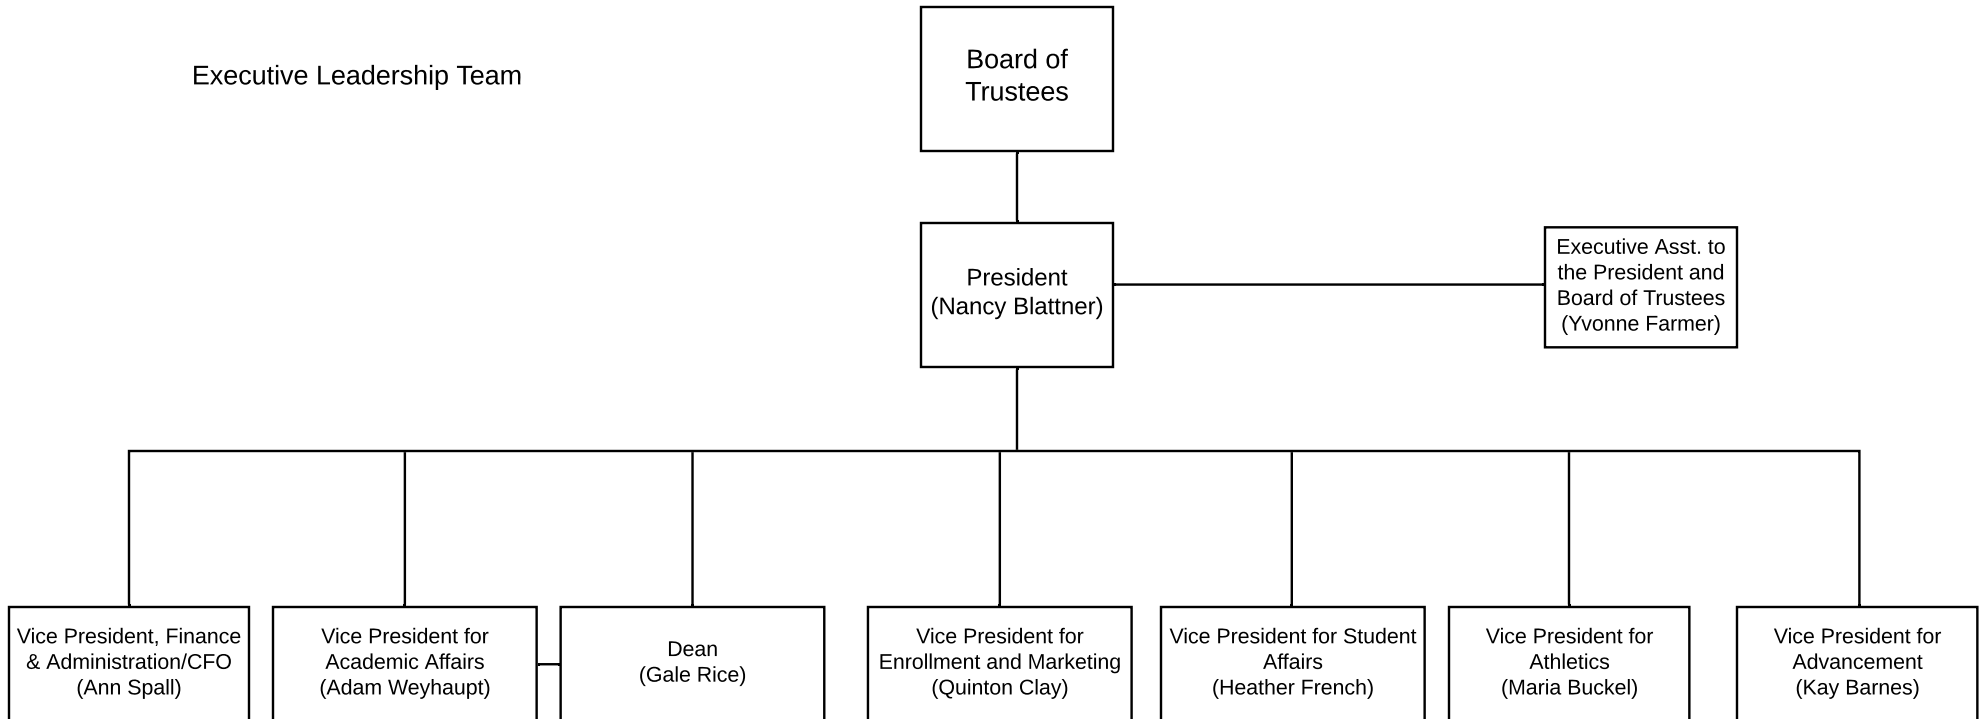 Executive Leadership Team
Board of
Trustees
President
(Nancy Blattner)
Executive Asst. to
the President and
Board of Trustees
(Yvonne Farmer)
Vice President, Finance
& Administration/CFO
(Ann Spall)
Vice President for
Academic Affairs
(Adam Weyhaupt)
Dean
(Gale Rice)
Vice President for
Enrollment and Marketing
(Quinton Clay)
Vice President for Student
Affairs
(Heather French)
Vice President for
Athletics
(Maria Buckel)
Vice President for
Advancement
(Kay Barnes)